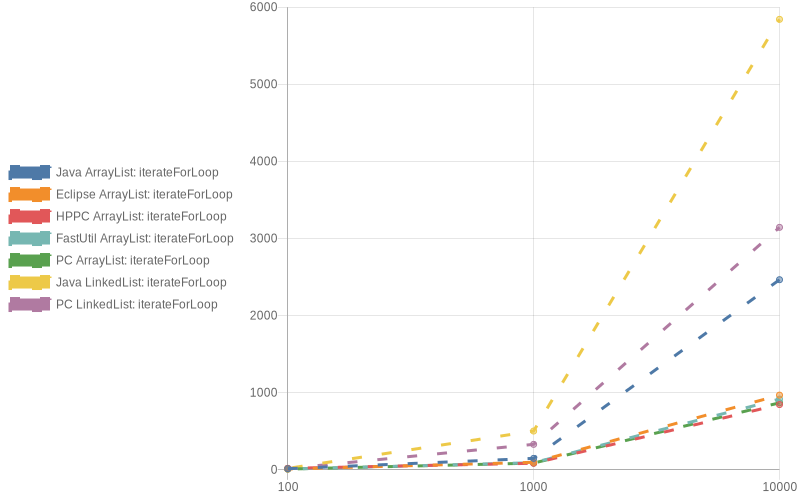 6000
5000
4000
3000
2000
1000
0
Java ArrayList: iterateForLoop
Eclipse ArrayList: iterateForLoop
HPPC ArrayList: iterateForLoop
FastUtil ArrayList: iterateForLoop
PC ArrayList: iterateForLoop
Java LinkedList: iterateForLoop
PC LinkedList: iterateForLoop
100 1000 10000